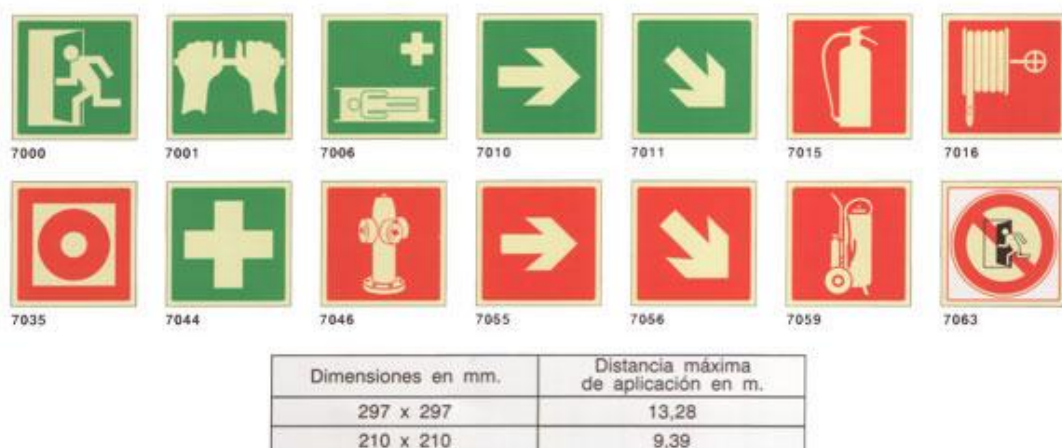 7000 7001 7006 7010 7011 7015 7016
7035 7044 7046 7055 7056 7059 7063
Dimensiones en mm.
Distancia máxima
de aplicación en m.
297 x 297 13,28
210 x 210 9,39